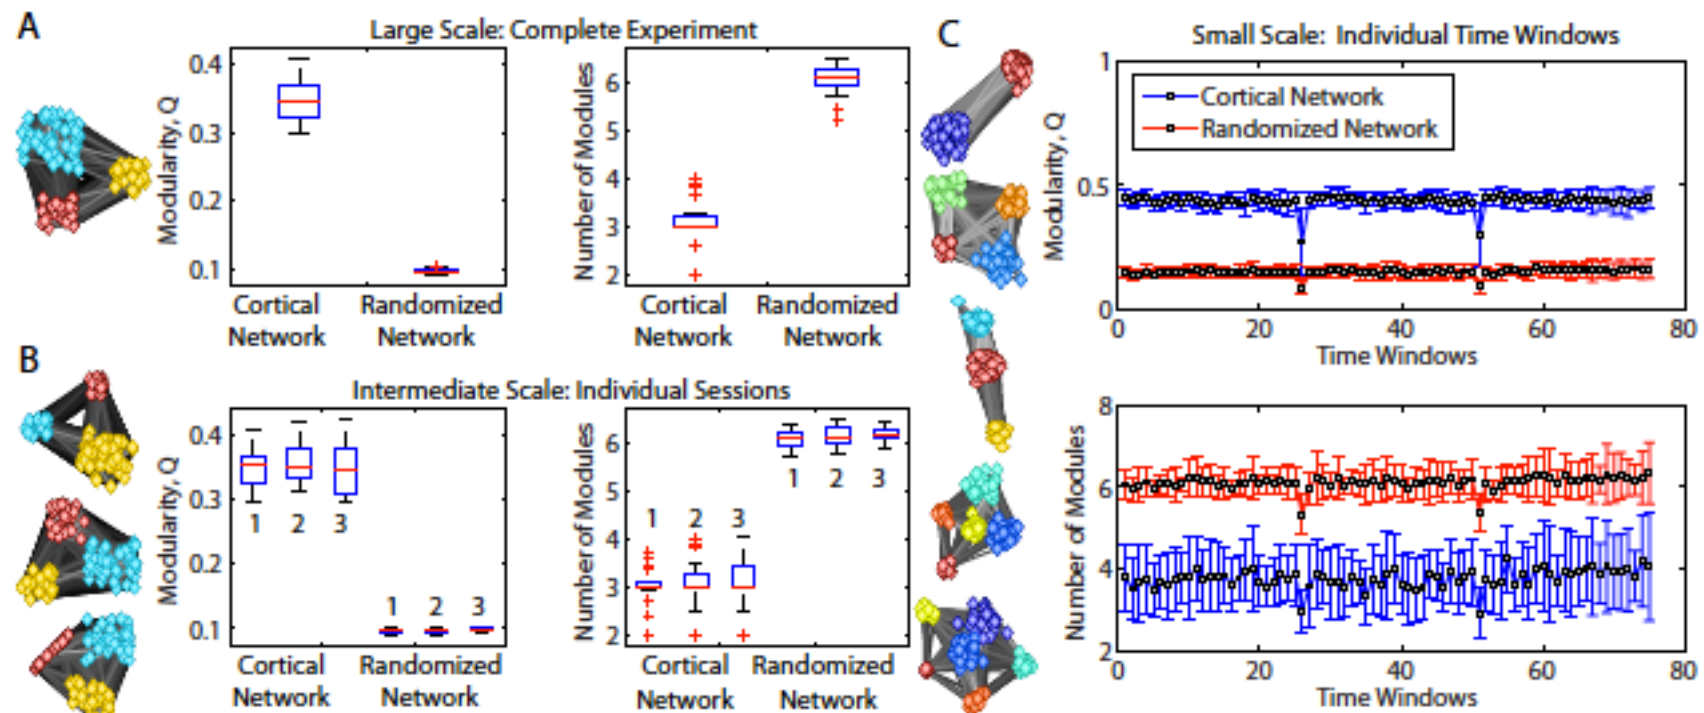 A
Large Scale: Complete Experiment
Modularity, Q
0.4
0.3
0.2
0.1
Cortical
Network
Randomized
Network
Number of Modules
6
5
4
3
2
Cortical
Network
Randomized
Network
B
Intermediate Scale: Individual Sessions
Modularity, Q
0.4
0.3
0.2
0.1
1 2 3
1 2 3
Cortical
Network
Randomized
Network
Number of Modules
6
5
4
3
2
1 2 3
1 2 3
Cortical
Network
Randomized
Network
C
Small Scale: Individual Time Windows
Modularity, Q
1
0.5
0
Cortical Network
Randomized Network
0 20 40 60 80
Time Windows
Number of Modules
8
6
4
2
0 20 40 60 80
Time Windows